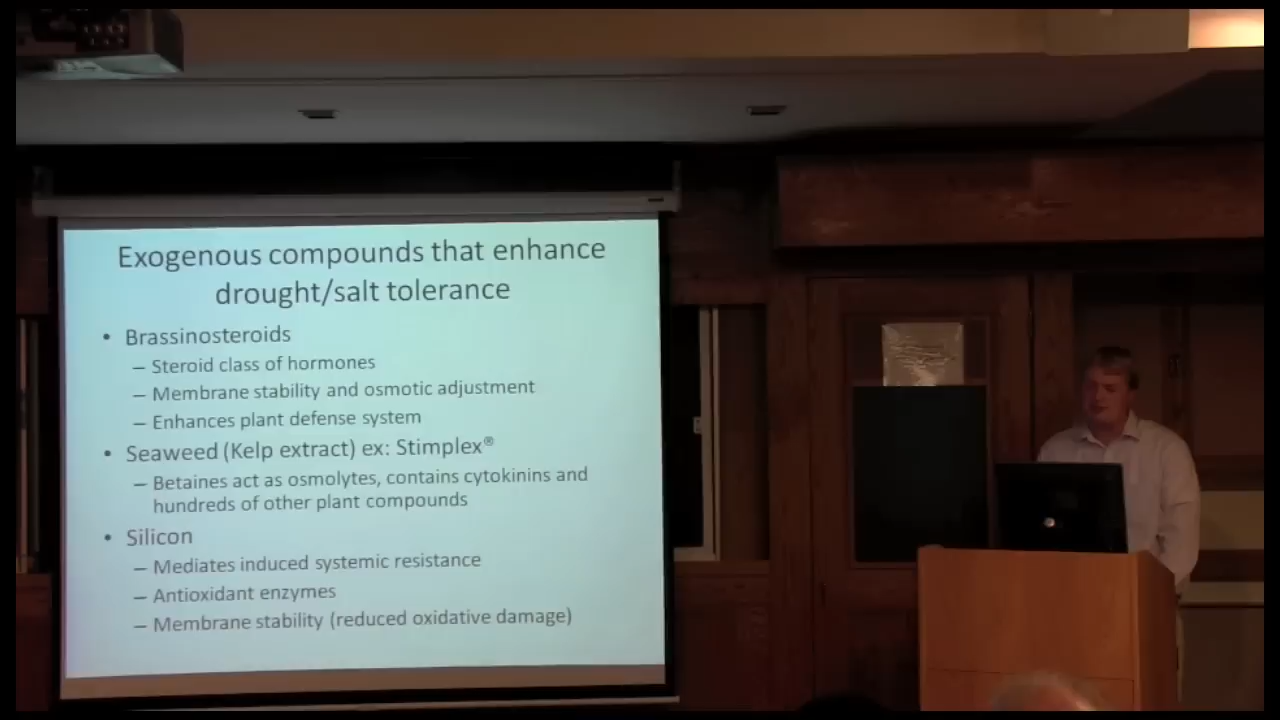 Exogenous compounds that enhance
drought/salt tolerance
• Brassinosteroids
– Steroid class of hormones
– Membrane stability and osmotic adjustment
– Enhances plant defense system
• Seaweed (Kelp extract) ex: Stimplex®
– Betaines act as osmolytes, contains cytokinins and
hundreds of other plant compounds
• Silicon
– Mediates induced systemic resistance
– Antioxidant enzymes
– Membrane stability (reduced oxidative damage)